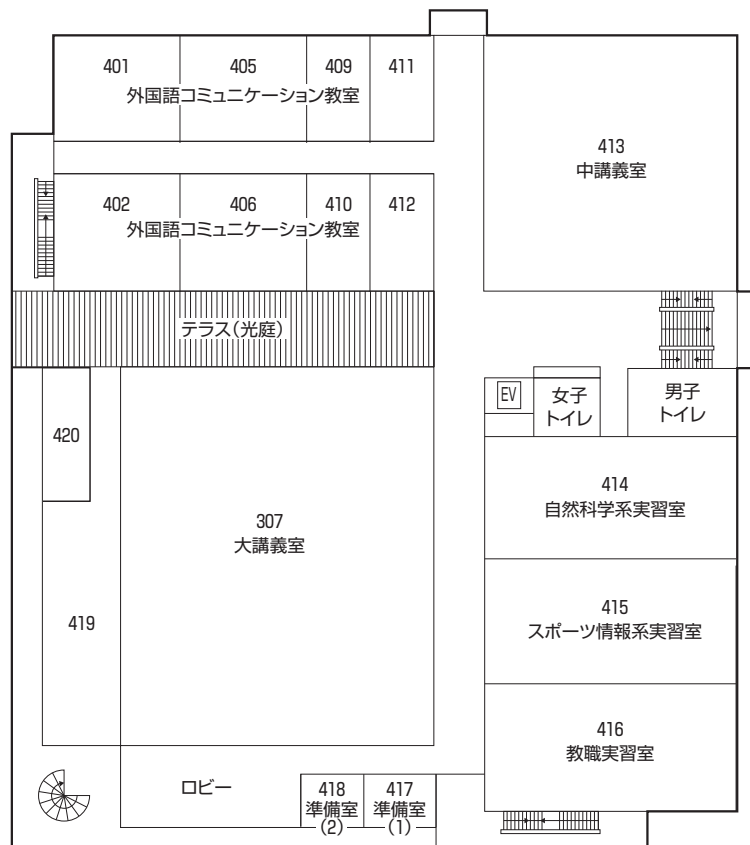 401
405
409
411
外国語コミュニケーション教室
413
中講義室
402
406
410
412
外国語コミュニケーション教室
テラス(光庭)
EV
女子
トイレ
男子
トイレ
420
414
自然科学系実習室
307
大講義室
419
415
スポーツ情報系実習室
416
教職実習室
ロビー
418
準備室
(2)
417
準備室
(1)